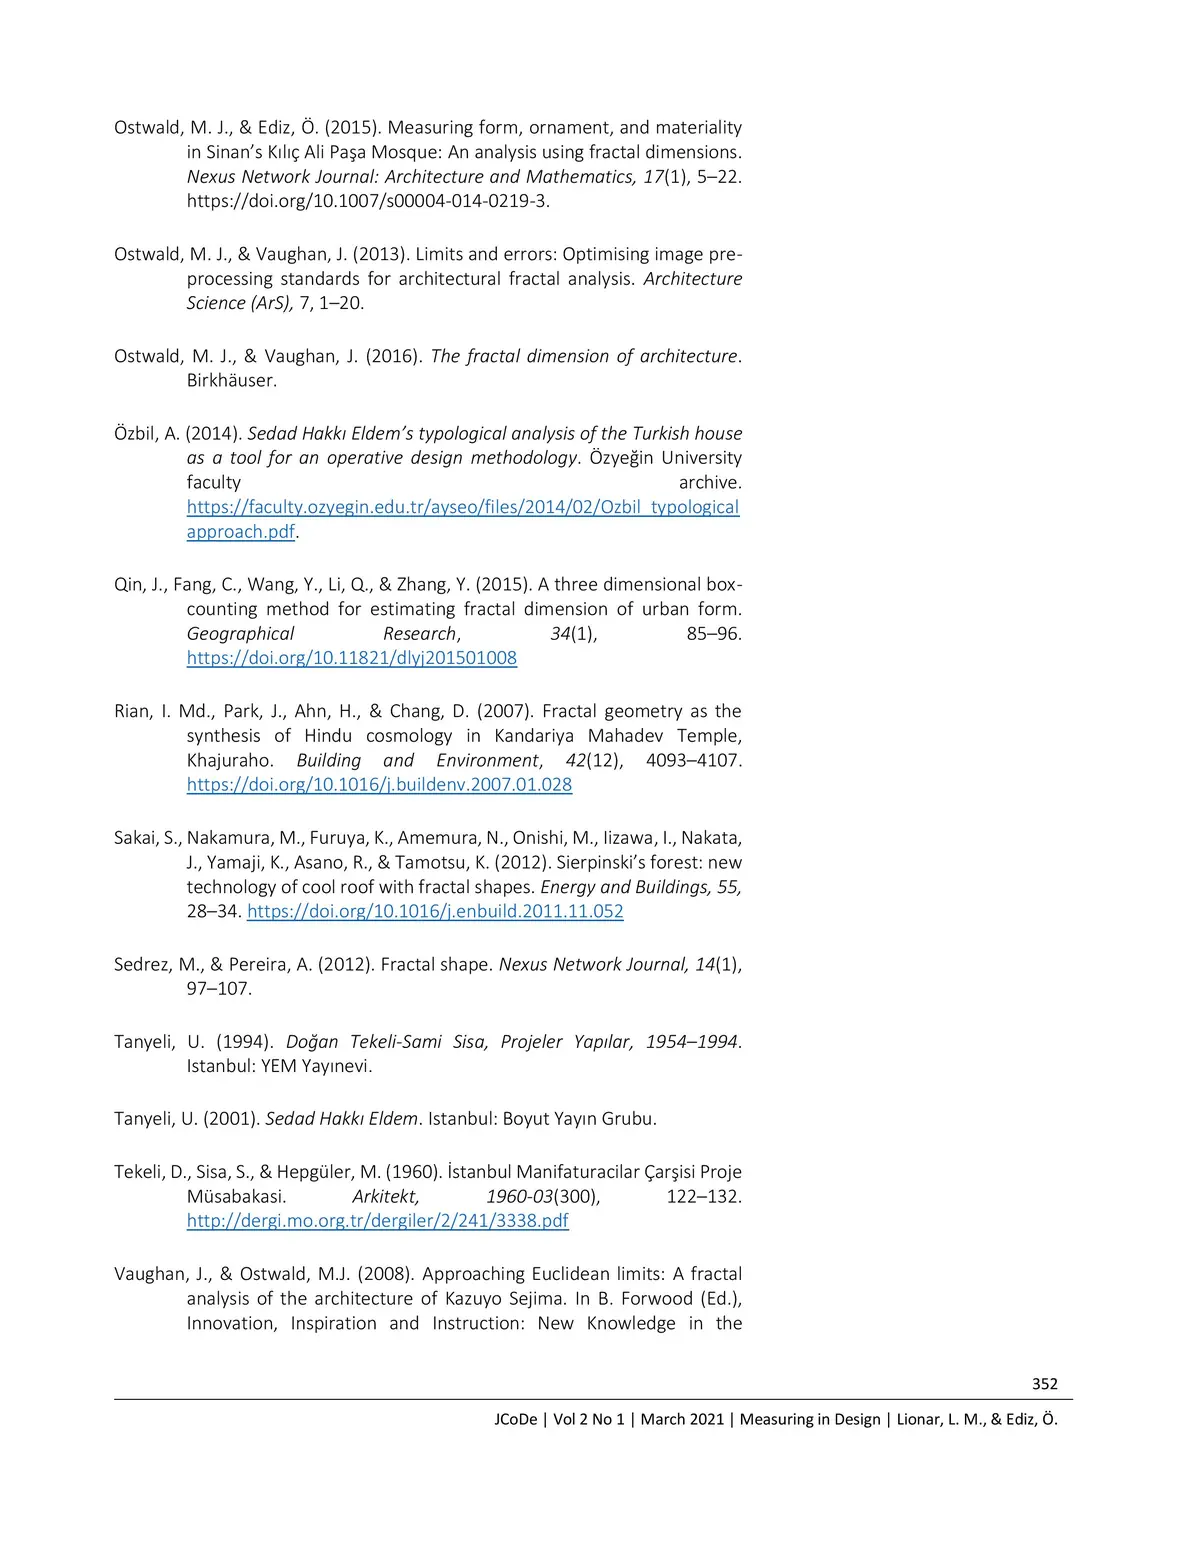 Ostwald, M. J., & Ediz, Ö. (2015). Measuring form, ornament, and materiality
in Sinan’s Kılıç Ali Paşa Mosque: An analysis using fractal dimensions.
Nexus Network Journal: Architecture and Mathematics, 17(1), 5–22.
https://doi.org/10.1007/s00004-014-0219-3.
Ostwald, M. J., & Vaughan, J. (2013). Limits and errors: Optimising image pre-
processing standards for architectural fractal analysis. Architecture
Science (ArS), 7, 1–20.
Ostwald, M. J., & Vaughan, J. (2016). The fractal dimension of architecture.
Birkhäuser.
Özbil, A. (2014). Sedad Hakkı Eldem’s typological analysis of the Turkish house
as a tool for an operative design methodology. Özyeğin University
faculty archive.
https://faculty.ozyegin.edu.tr/ayseo/files/2014/02/Ozbil_typological
approach.pdf.
Qin, J., Fang, C., Wang, Y., Li, Q., & Zhang, Y. (2015). A three dimensional box-
counting method for estimating fractal dimension of urban form.
Geographical Research, 34(1), 85–96.
https://doi.org/10.11821/dlyj201501008
Rian, I. Md., Park, J., Ahn, H., & Chang, D. (2007). Fractal geometry as the
synthesis of Hindu cosmology in Kandariya Mahadev Temple,
Khajuraho. Building and Environment, 42(12), 4093–4107.
https://doi.org/10.1016/j.buildenv.2007.01.028
Sakai, S., Nakamura, M., Furuya, K., Amemura, N., Onishi, M., Iizawa, I., Nakata,
J., Yamaji, K., Asano, R., & Tamotsu, K. (2012). Sierpinski’s forest: new
technology of cool roof with fractal shapes. Energy and Buildings, 55,
28–34. https://doi.org/10.1016/j.enbuild.2011.11.052
Sedrez, M., & Pereira, A. (2012). Fractal shape. Nexus Network Journal, 14(1),
97–107.
Tanyeli, U. (1994). Doğan Tekeli-Sami Sisa, Projeler Yapılar, 1954–1994.
Istanbul: YEM Yayınevi.
Tanyeli, U. (2001). Sedad Hakkı Eldem. Istanbul: Boyut Yayın Grubu.
Tekeli, D., Sisa, S., & Hepgüler, M. (1960). İstanbul Manifaturacilar Çarşisi Proje
Müsabakasi. Arkitekt, 1960-03(300), 122–132.
http://dergi.mo.org.tr/dergiler/2/241/3338.pdf
Vaughan, J., & Ostwald, M.J. (2008). Approaching Euclidean limits: A fractal
analysis of the architecture of Kazuyo Sejima. In B. Forwood (Ed.),
Innovation, Inspiration and Instruction: New Knowledge in the
352
JCoDe | Vol 2 No 1 | March 2021 | Measuring in Design | Lionar, L. M., & Ediz, Ö.